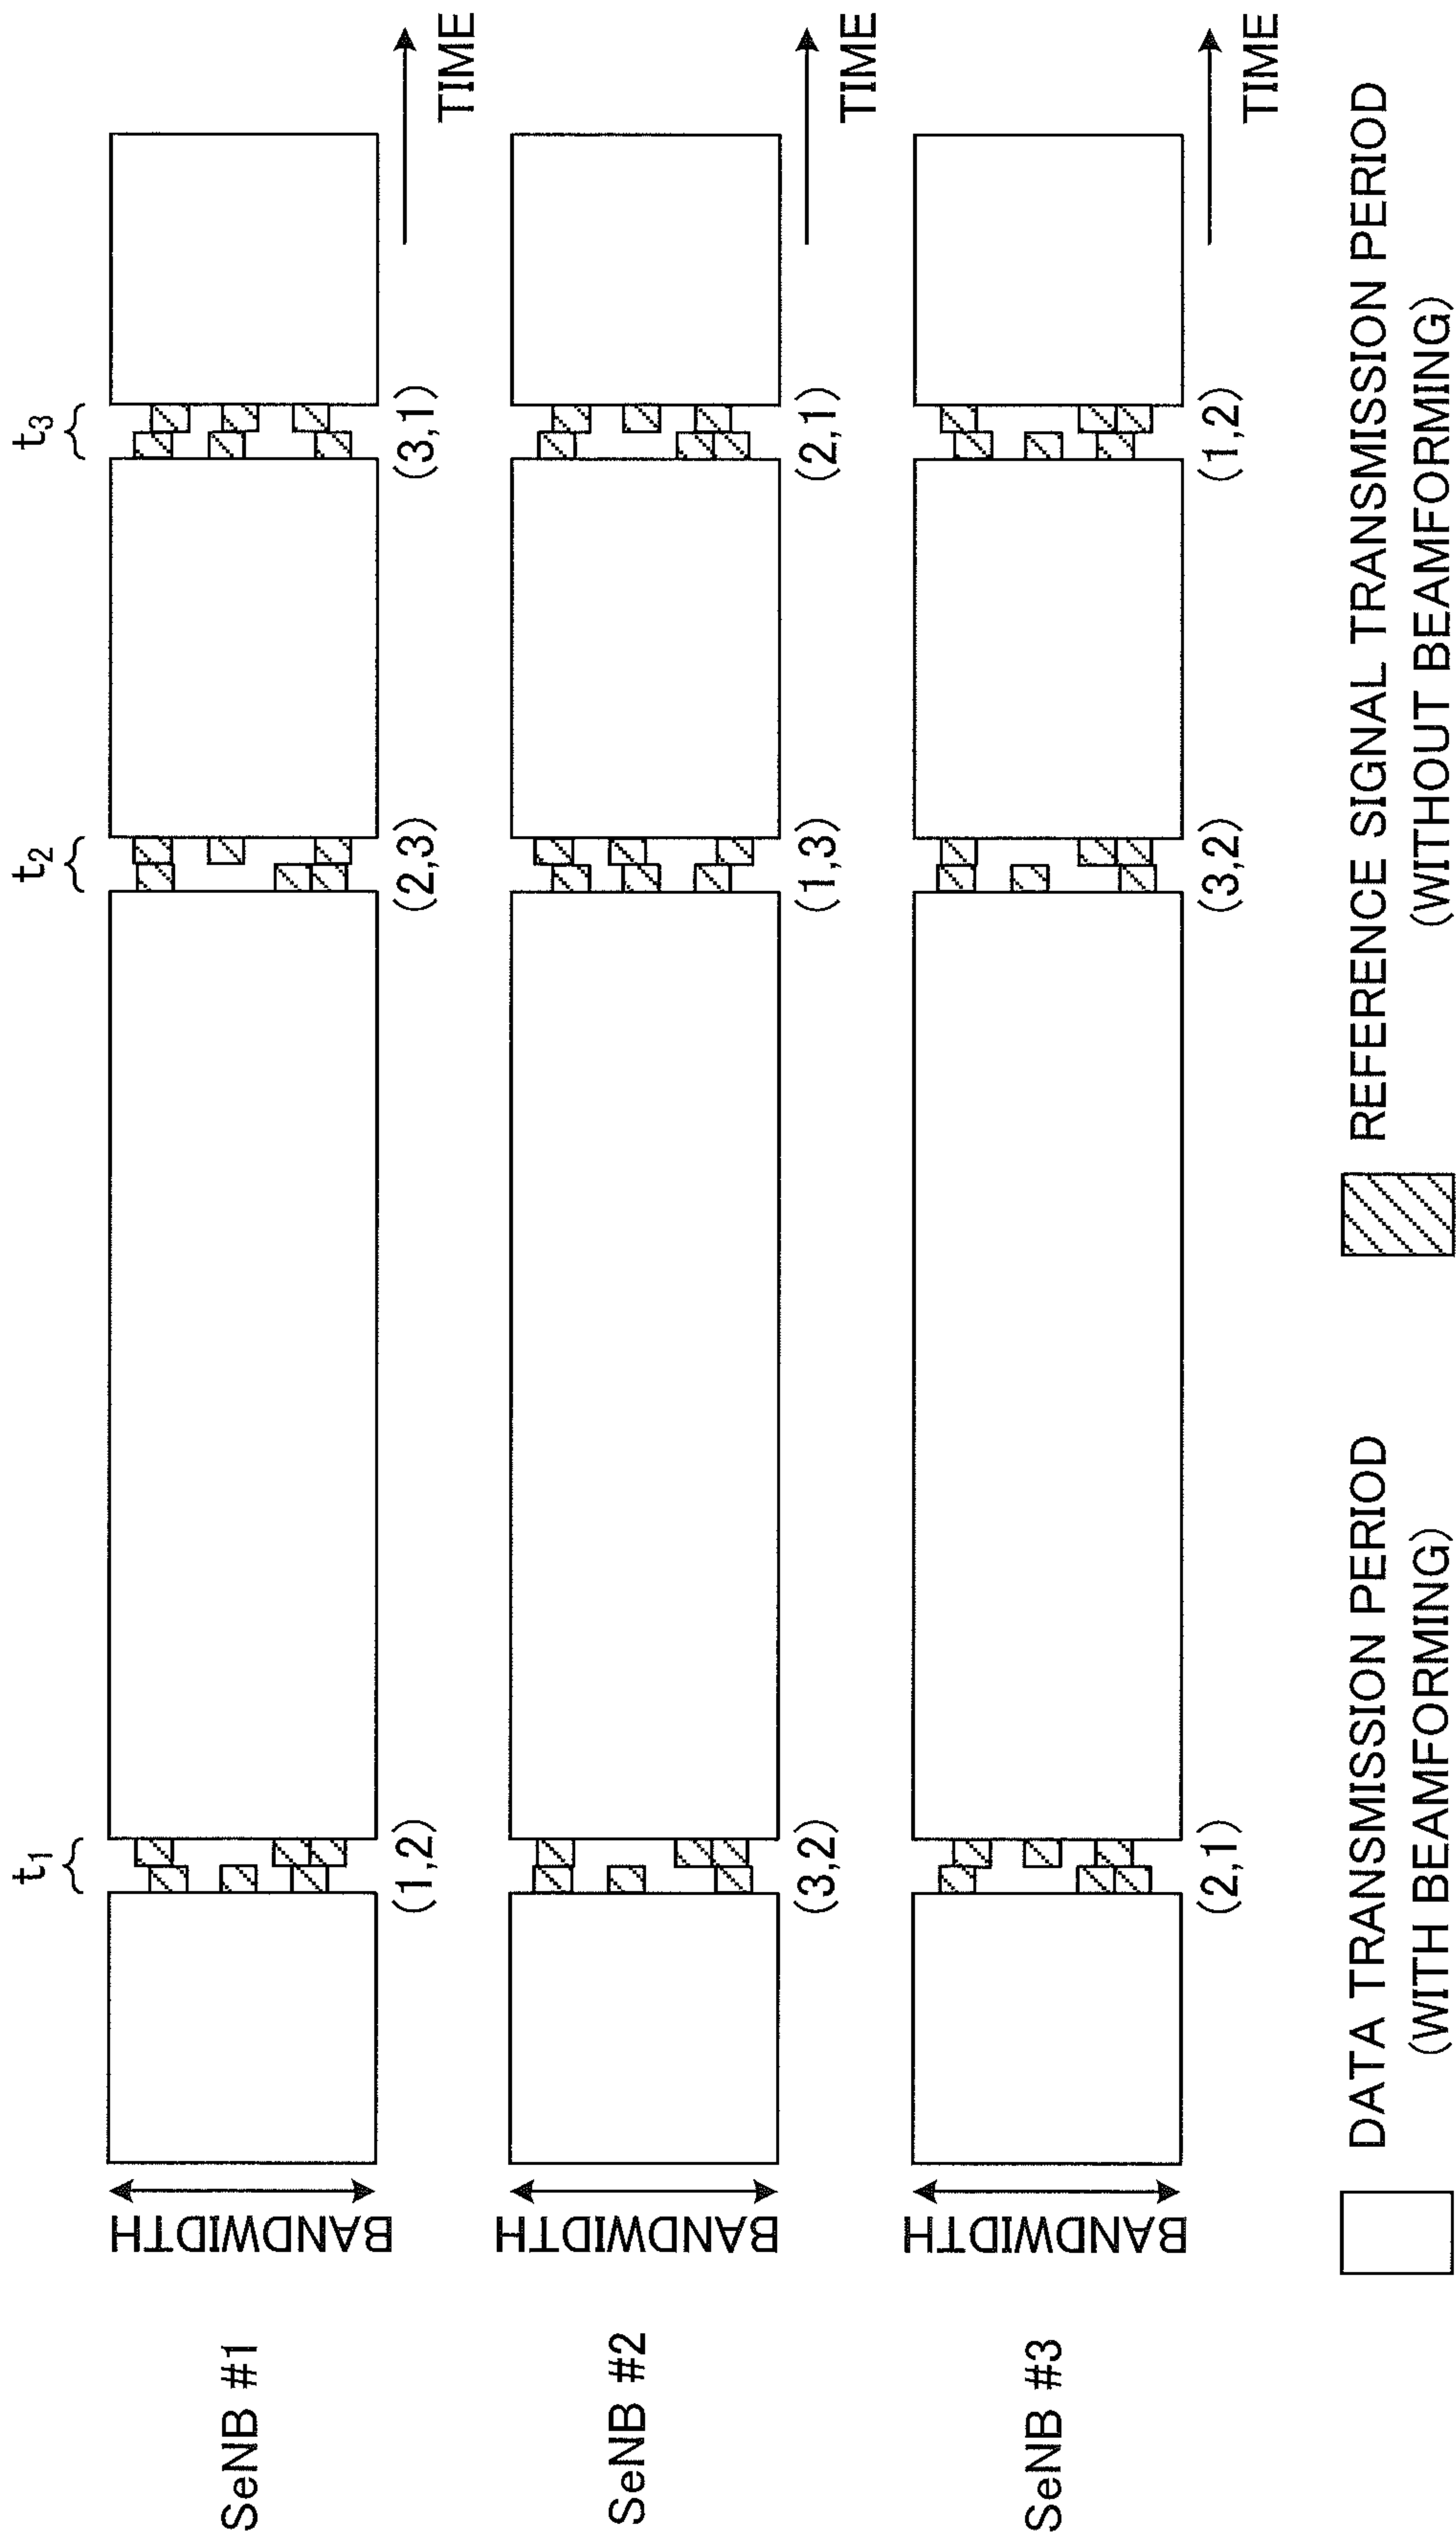 t₁
t₂
t₃
SeNB #1
BANDWIDTH
(1,2)
(2,3)
(3,1)
TIME
SeNB #2
BANDWIDTH
(3,2)
(1,3)
(2,1)
TIME
SeNB #3
BANDWIDTH
(2,1)
(3,2)
(1,2)
TIME
DATA TRANSMISSION PERIOD
(WITH BEAMFORMING)
REFERENCE SIGNAL TRANSMISSION PERIOD
(WITHOUT BEAMFORMING)